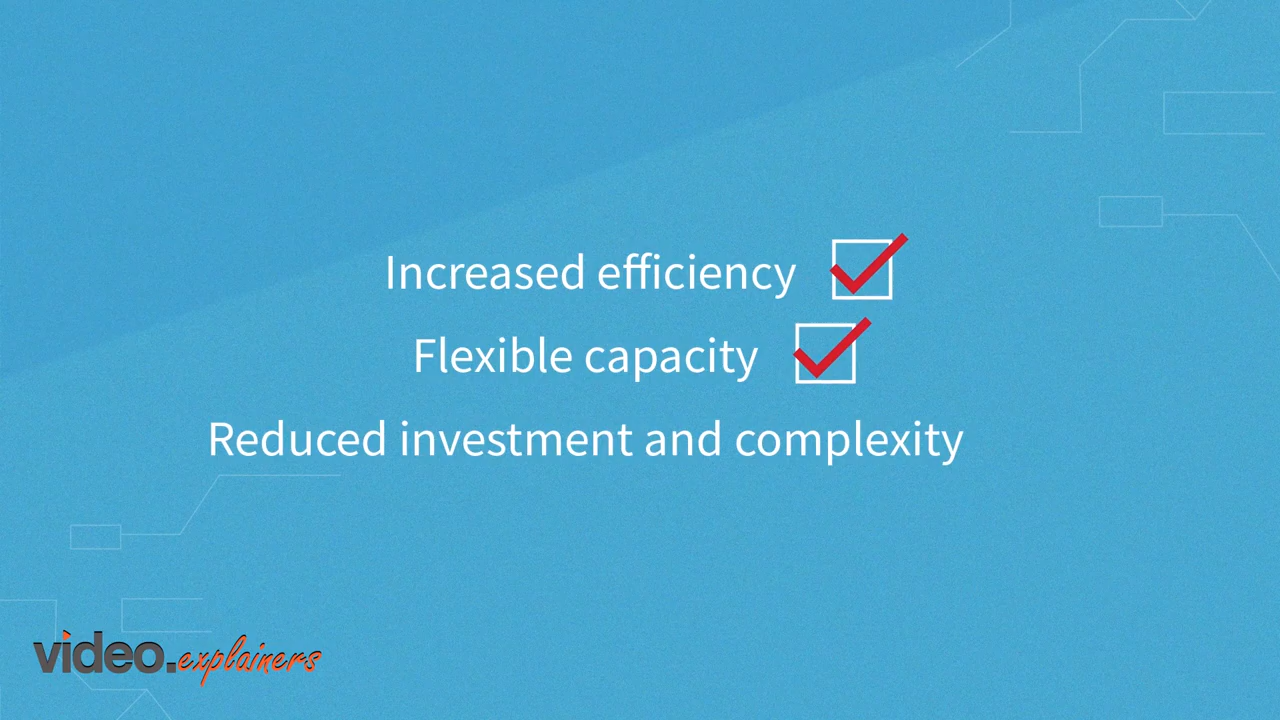 Increased efficiency
Flexible capacity
Reduced investment and complexity
video.explainers